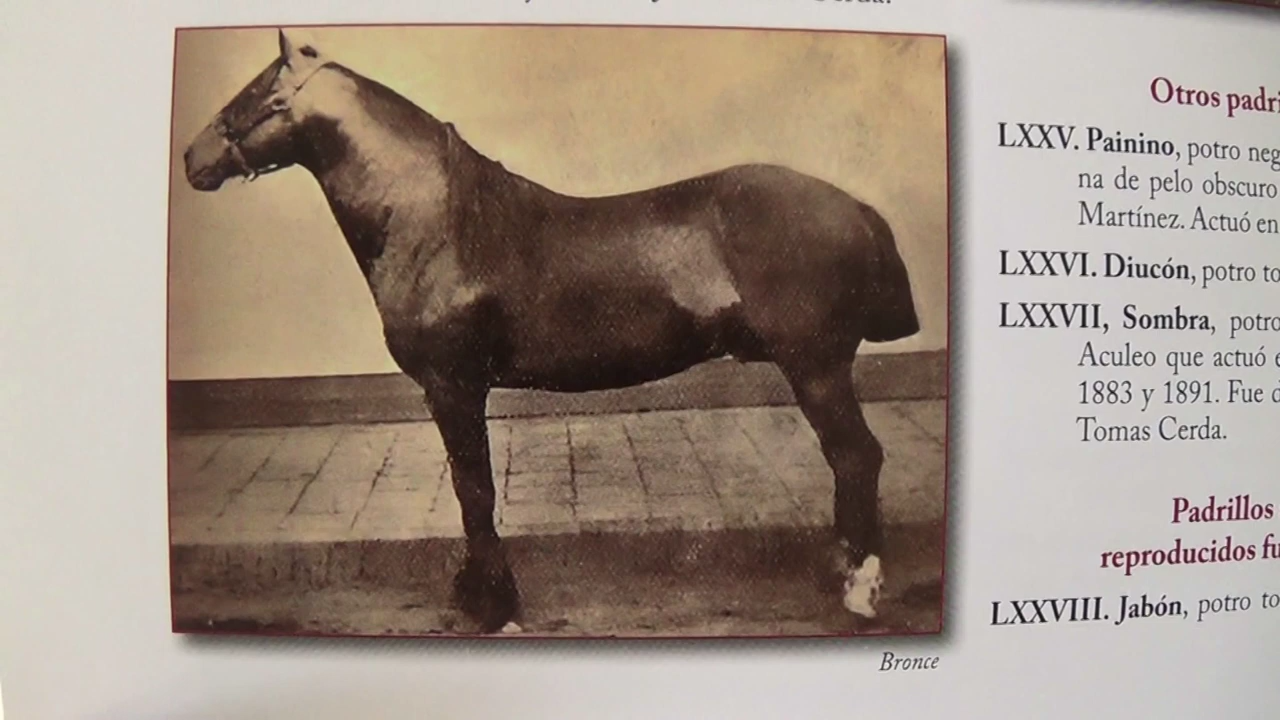 Bronce
Otros padri
LXXV. Painino, potro neg
na de pelo obscuro
Martínez. Actuó en
LXXVI. Diucón, potro to
LXXVII, Sombra, potro
Aculeo que actuó e
1883 y 1891. Fue d
Tomas Cerda.
Padrillos
reproducidos fu
LXXVIII. Jabón, potro to